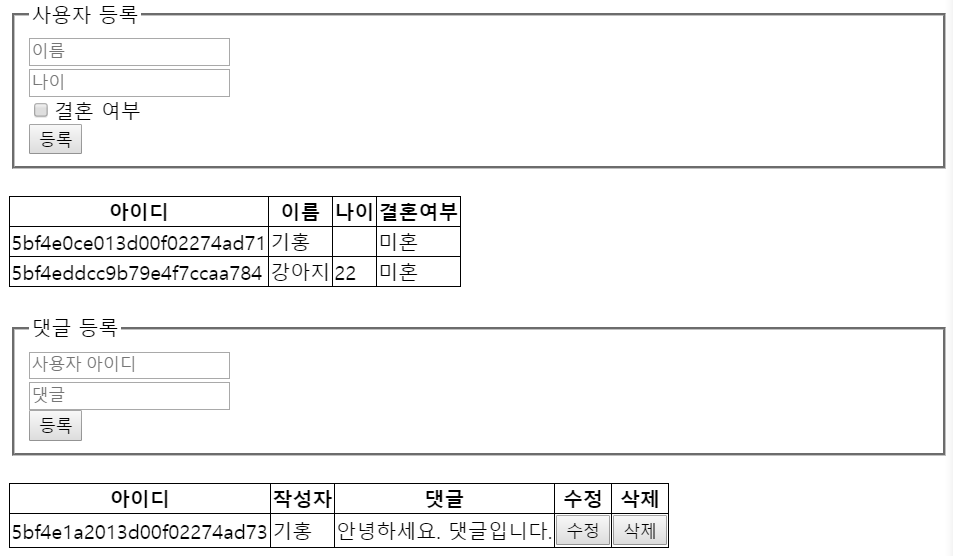 사용자 등록
이름
나이
결혼 여부
등록
아이디 이름 나이 결혼여부
5bf4e0ce013d00f02274ad71 기홍 미혼
5bf4eddcc9b79e4f7ccaa784 강아지 22 미혼
댓글 등록
사용자 아이디
댓글
등록
아이디 작성자 댓글 수정 삭제
5bf4e1a2013d00f02274ad73 기홍 안녕하세요. 댓글입니다. 수정 삭제